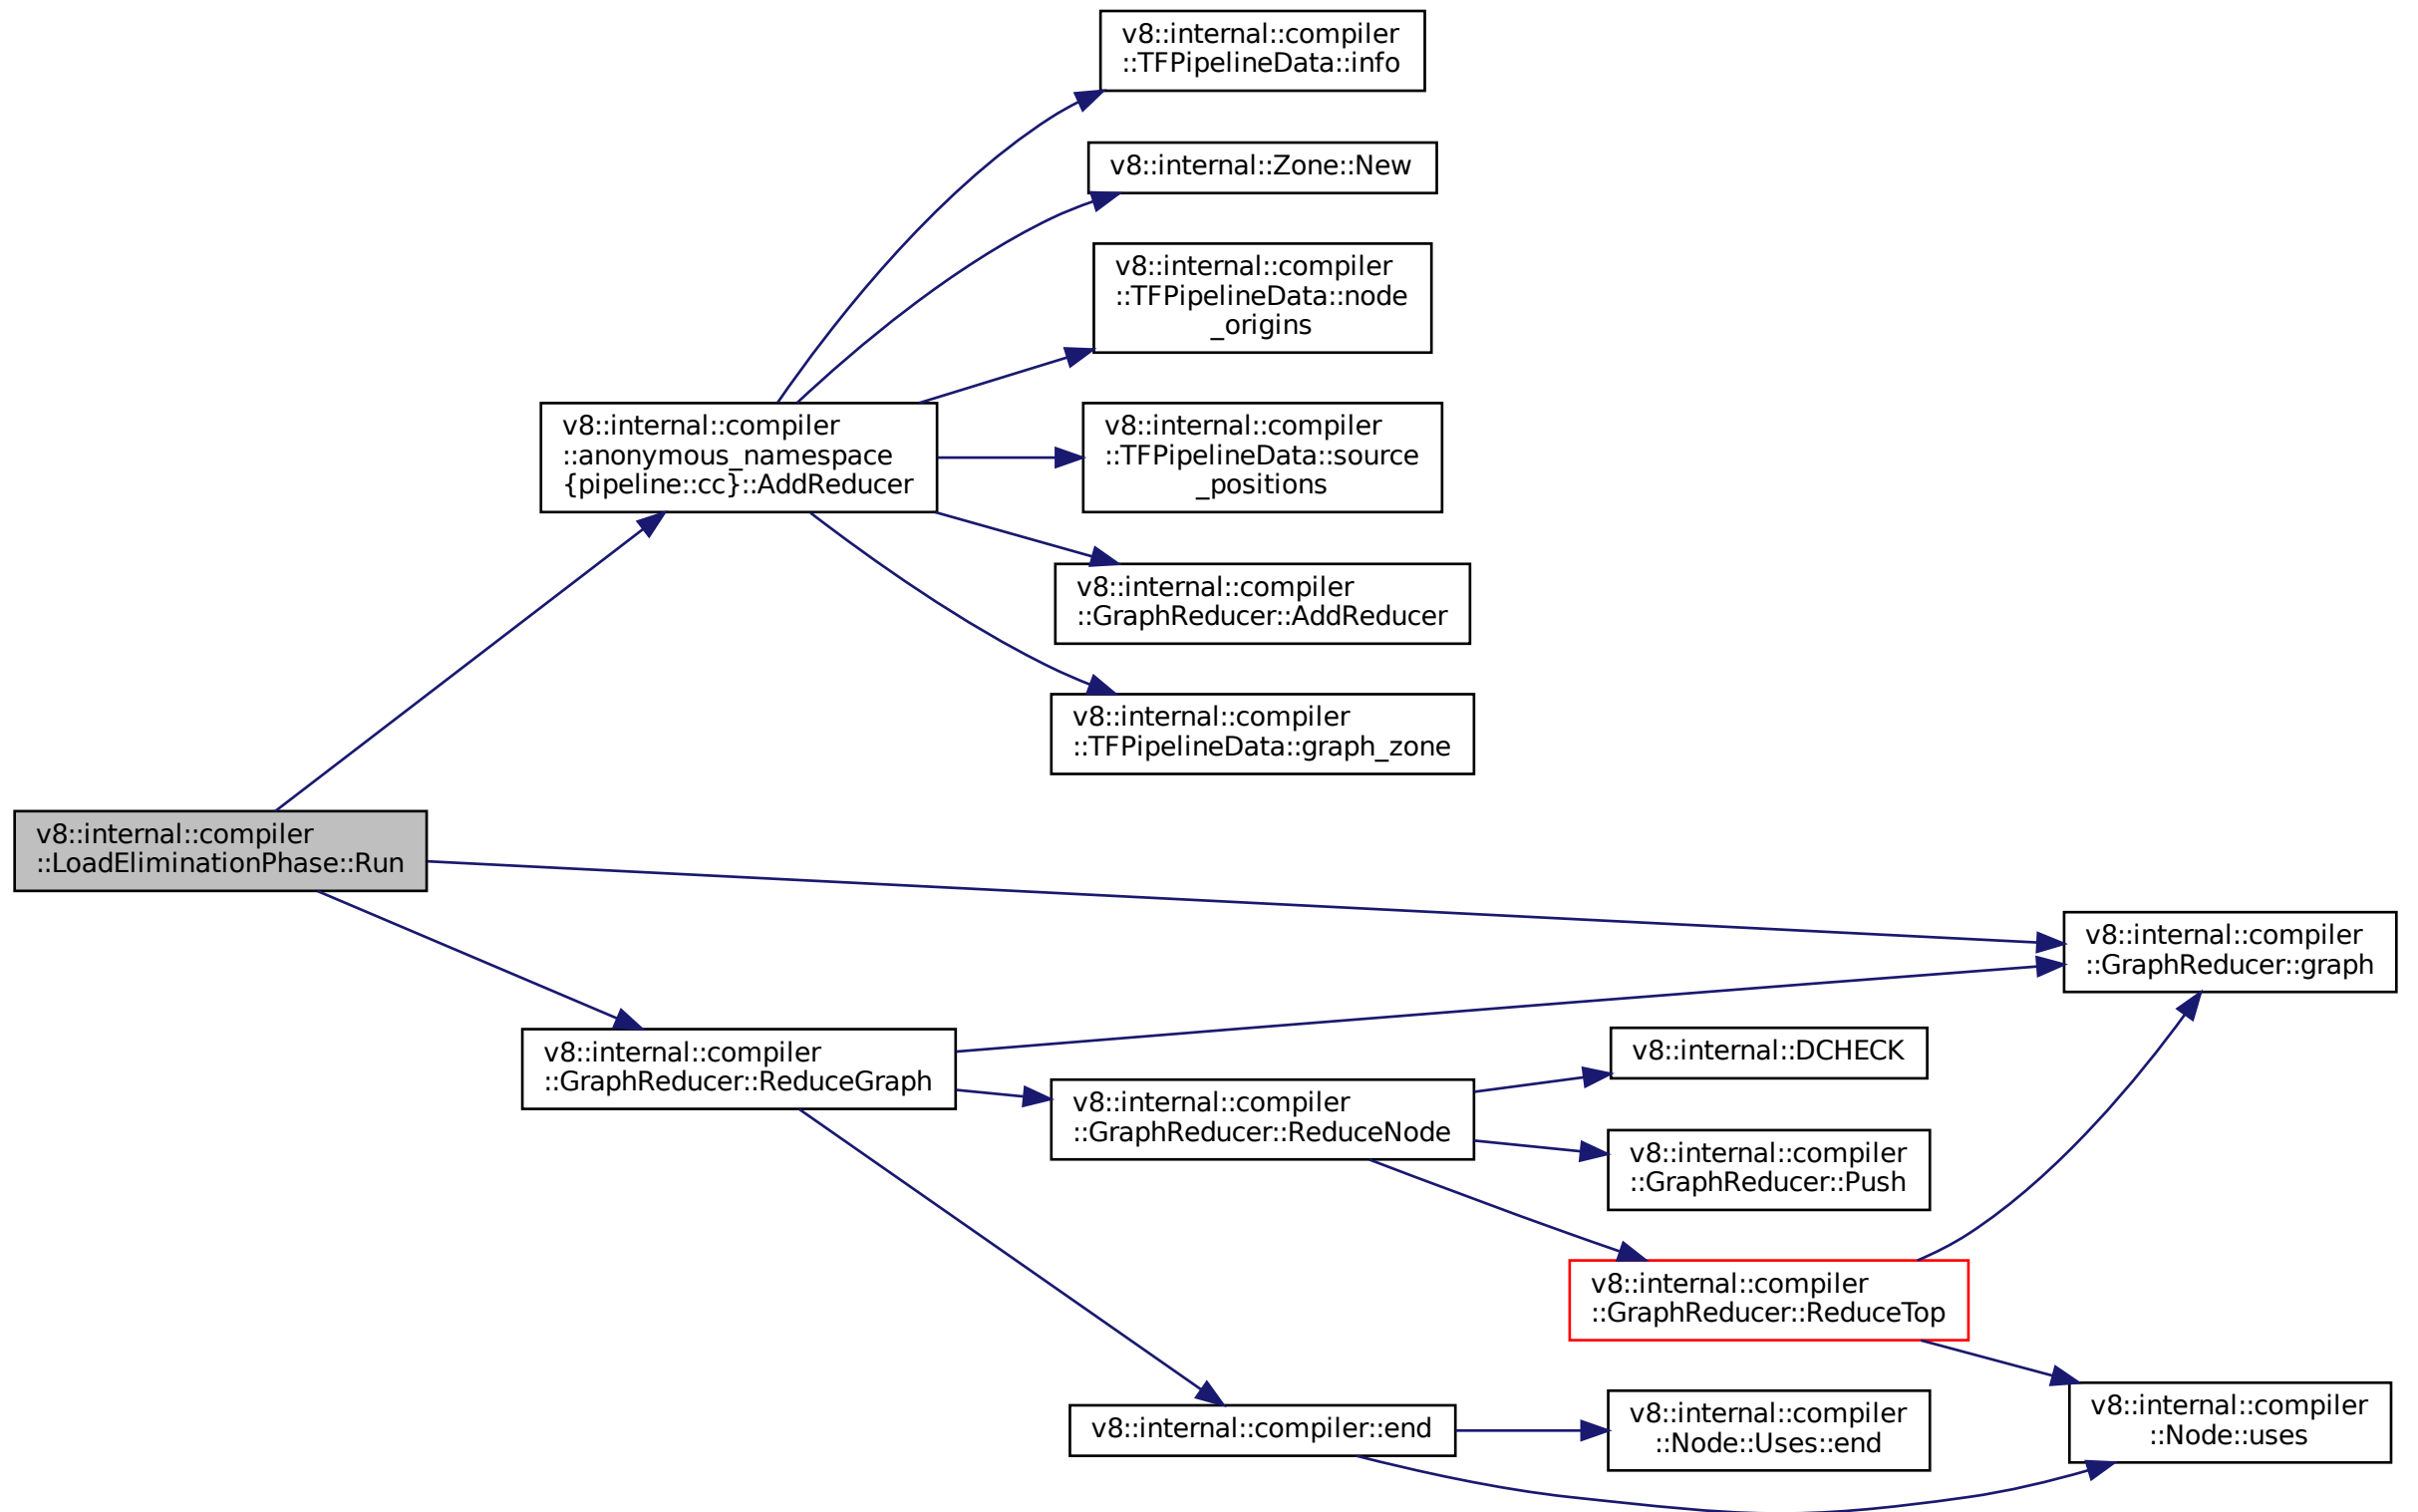 v8::internal::compiler
::TFPipelineData::info
v8::internal::Zone::New
v8::internal::compiler
::TFPipelineData::node
_origins
v8::internal::compiler
::anonymous_namespace
{pipeline::cc}::AddReducer
v8::internal::compiler
::TFPipelineData::source
_positions
v8::internal::compiler
::GraphReducer::AddReducer
v8::internal::compiler
::TFPipelineData::graph_zone
v8::internal::compiler
::LoadEliminationPhase::Run
v8::internal::compiler
::GraphReducer::graph
v8::internal::compiler
::GraphReducer::ReduceGraph
v8::internal::DCHECK
v8::internal::compiler
::GraphReducer::ReduceNode
v8::internal::compiler
::GraphReducer::Push
v8::internal::compiler
::GraphReducer::ReduceTop
v8::internal::compiler::end
v8::internal::compiler
::Node::Uses::end
v8::internal::compiler
::Node::uses